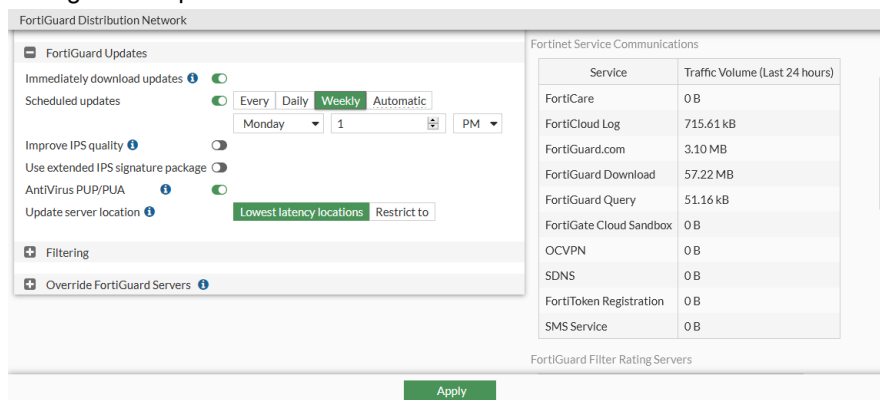 FortiGuard Distribution Network
FortiGuard Updates
Immediately download updates
Scheduled updates Every Daily Weekly Automatic
Monday 1 PM
Improve IPS quality
Use extended IPS signature package
AntiVirus PUP/PUA
Update server location Lowest latency locations Restrict to
Filtering
Override FortiGuard Servers
Fortinet Service Communications
Service Traffic Volume (Last 24 hours)
FortiCare 0 B
FortiCloud Log 715.61 kB
FortiGuard.com 3.10 MB
FortiGuard Download 57.22 MB
FortiGuard Query 51.16 kB
FortiGate Cloud Sandbox 0 B
OCVPN 0 B
SDNS 0 B
FortiToken Registration 0 B
SMS Service 0 B
FortiGuard Filter Rating Servers
Apply